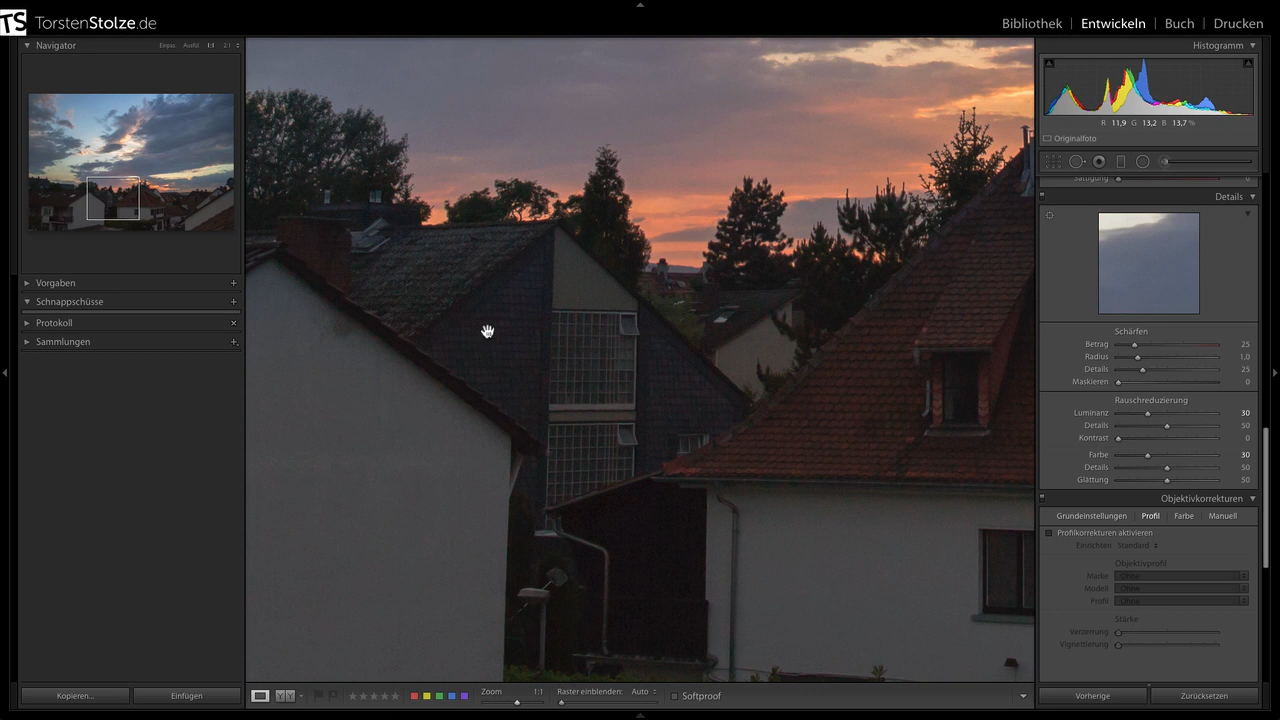 TS TorstenStolze.de
Bibliothek | Entwickeln | Buch | Drucken
Navigator Einpas. Ausfül. 1:1 2:1
Vorgaben
Schnappschüsse
Protokoll
Sammlungen
Kopieren... Einfügen
Zoom 1:1 Raster einblenden: Auto Softproof
Histogramm
R 11,9 G 13,2 B 13,7 %
Originalfoto
Sättigung 0
Details
Schärfen
Betrag 25
Radius 1,0
Details 25
Maskieren 0
Rauschreduzierung
Luminanz 30
Details 50
Kontrast 0
Farbe 30
Details 50
Glättung 50
Objektivkorrekturen
Grundeinstellungen Profil Farbe Manuell
Profilkorrekturen aktivieren
Einrichten Standard
Objektivprofil
Marke Ohne
Modell Ohne
Profil Ohne
Stärke
Verzerrung
Vignettierung
Vorherige Zurücksetzen